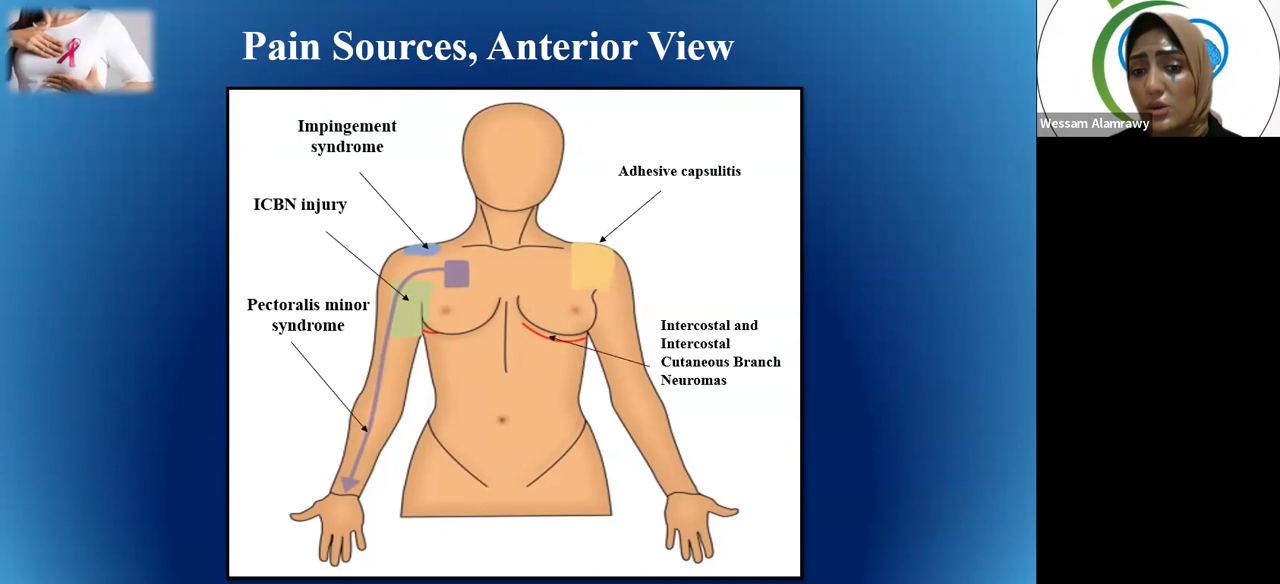 Pain Sources, Anterior View
Impingement
syndrome
Adhesive capsulitis
ICBN injury
Pectoralis minor
syndrome
Intercostal and
Intercostal
Cutaneous Branch
Neuromas
Wessam Alamrawy